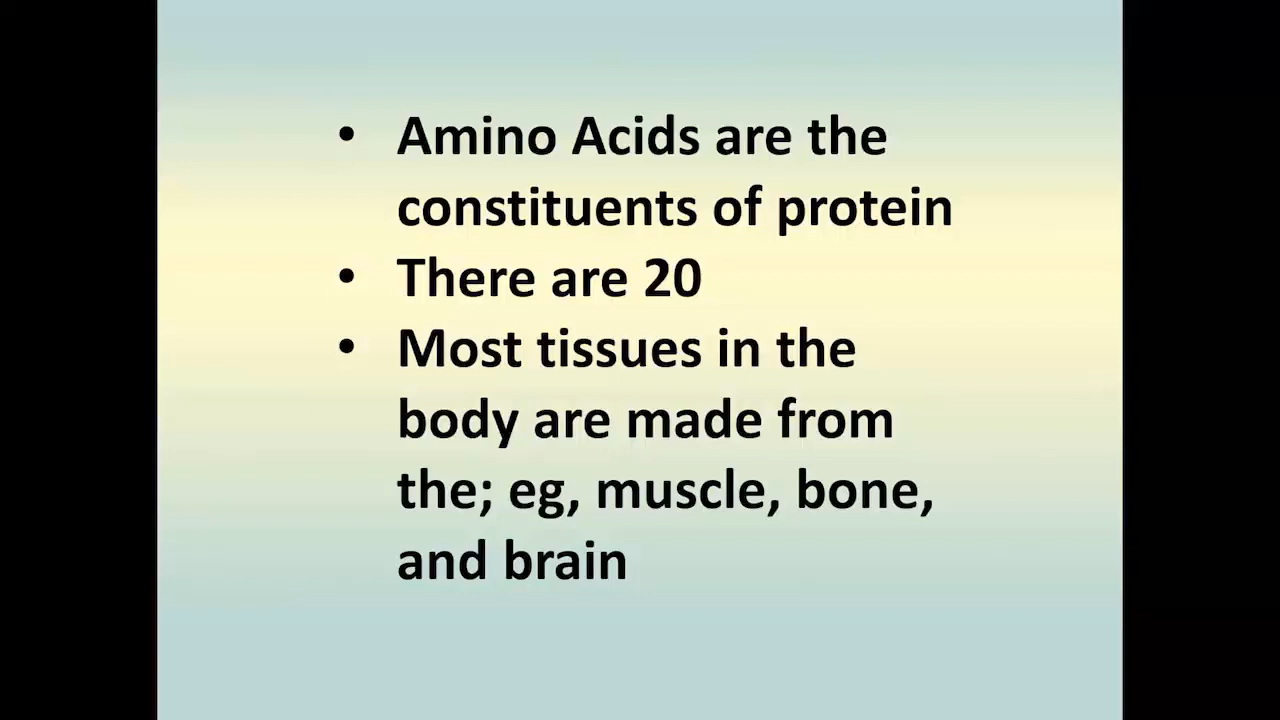 • Amino Acids are the
constituents of protein
• There are 20
• Most tissues in the
body are made from
the; eg, muscle, bone,
and brain